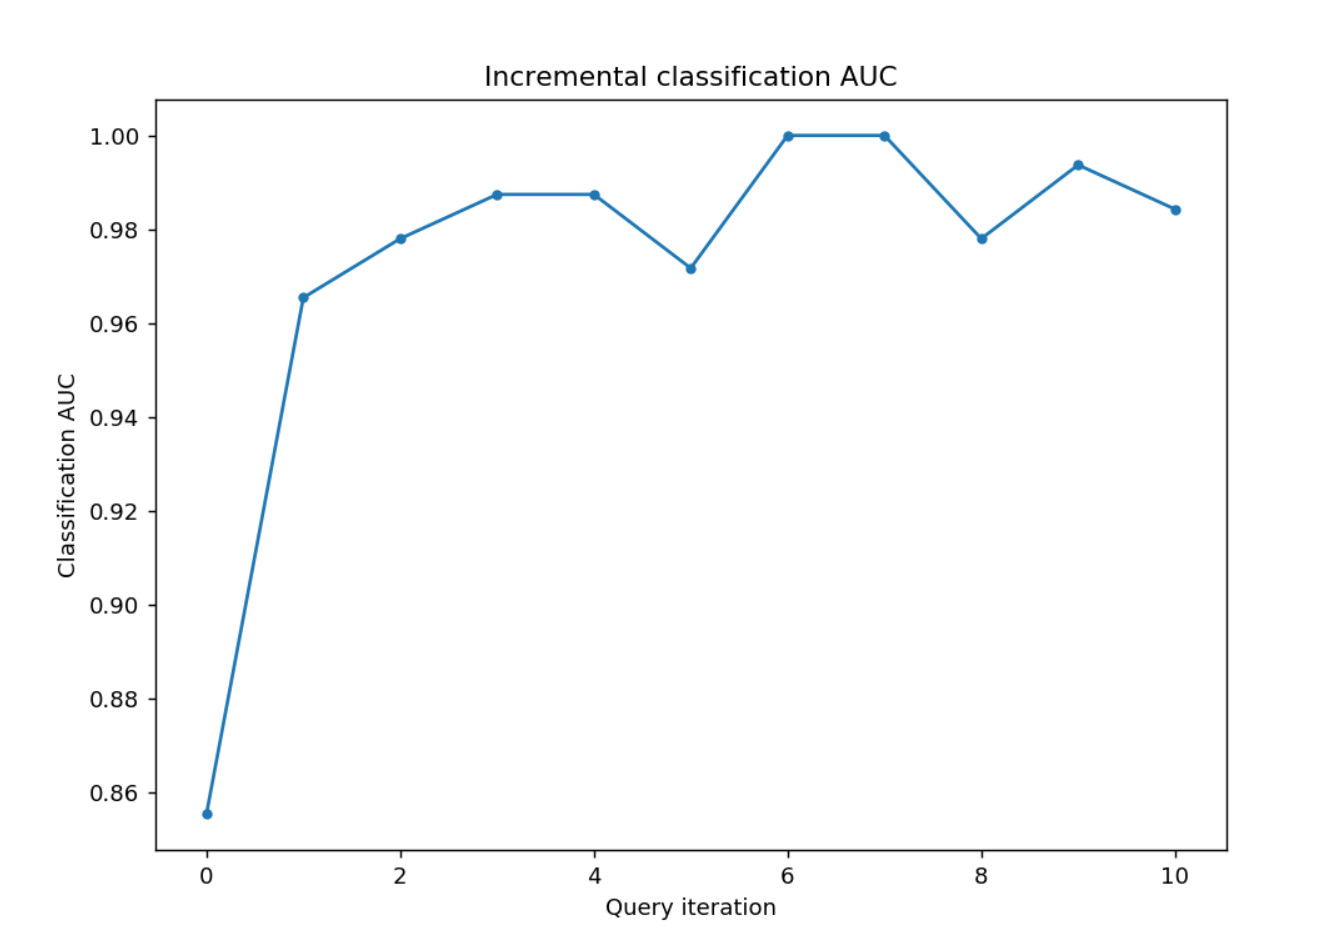 Incremental classification AUC
1.00
0.98
0.96
0.94
0.92
0.90
0.88
0.86
Classification AUC
0 2 4 6 8 10
Query iteration